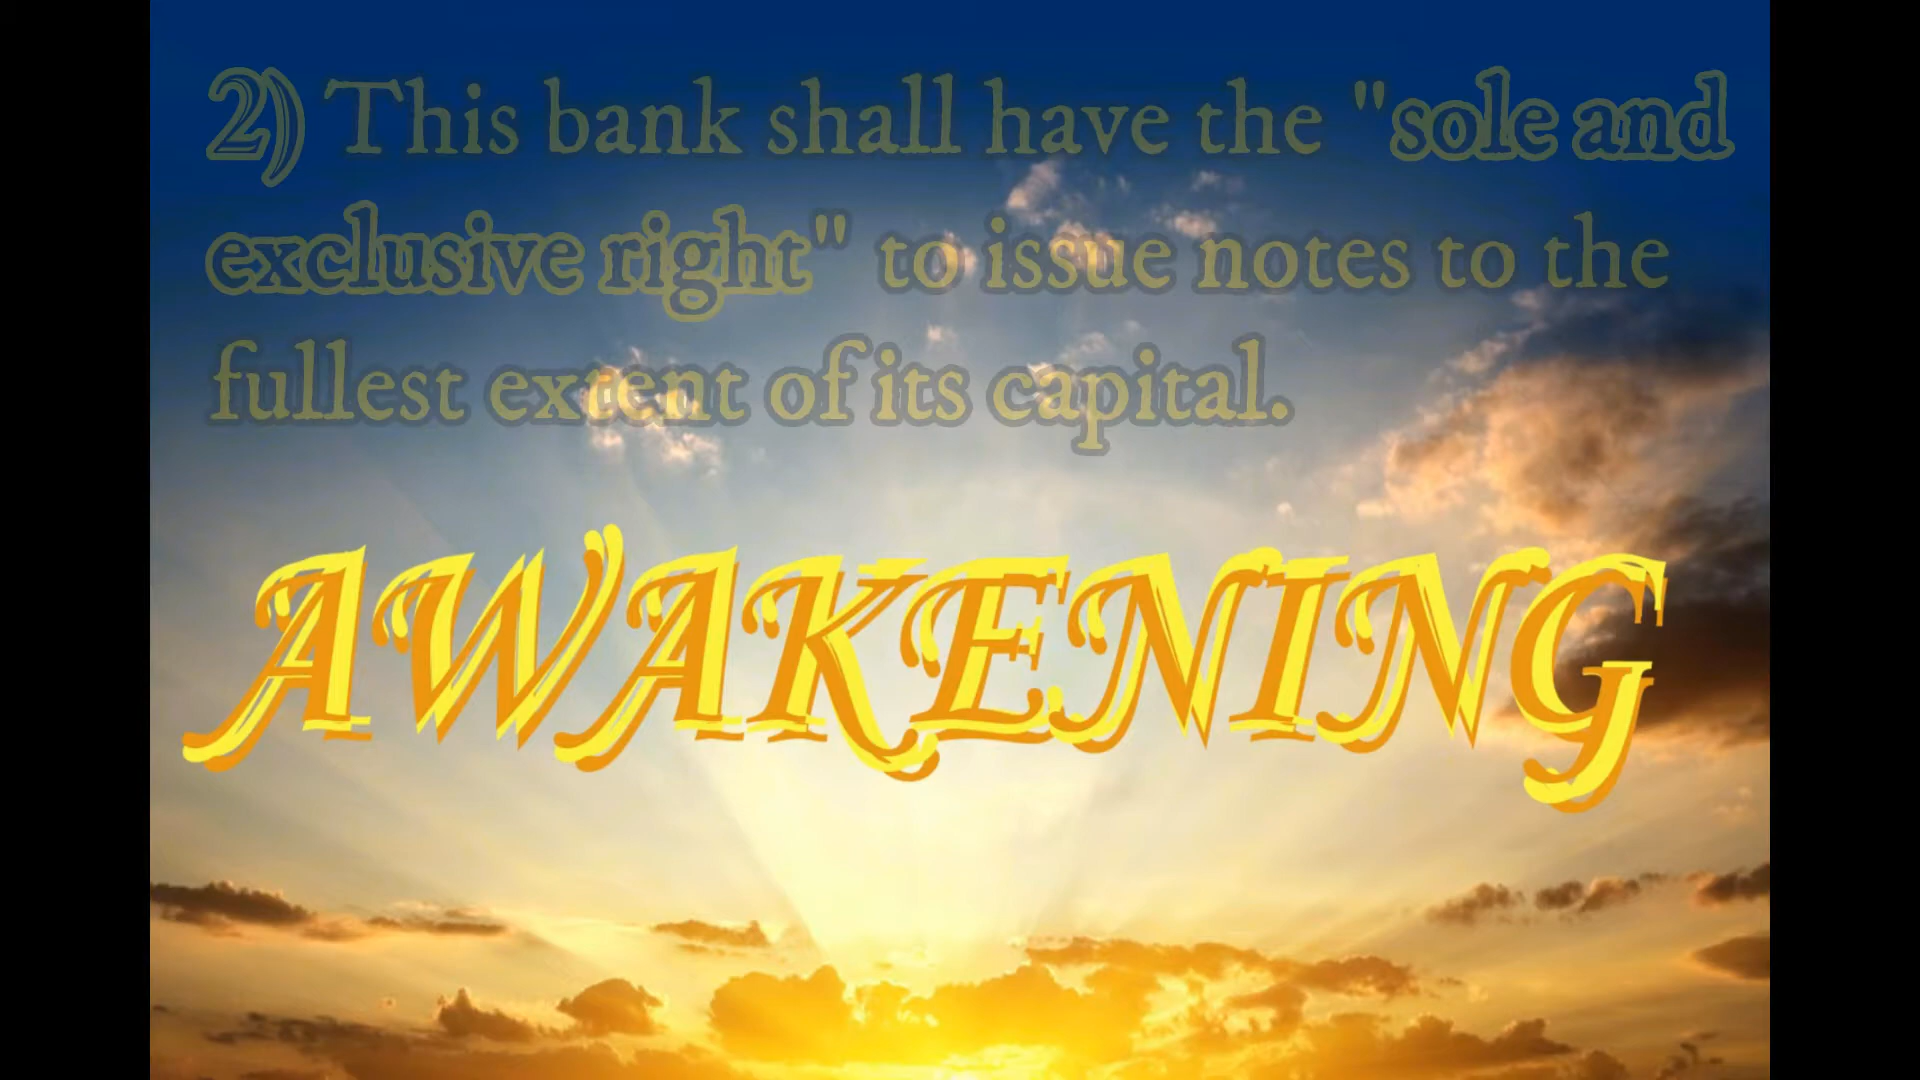 2) This bank shall have the "sole and
exclusive right" to issue notes to the
fullest extent of its capital.
AWAKENING